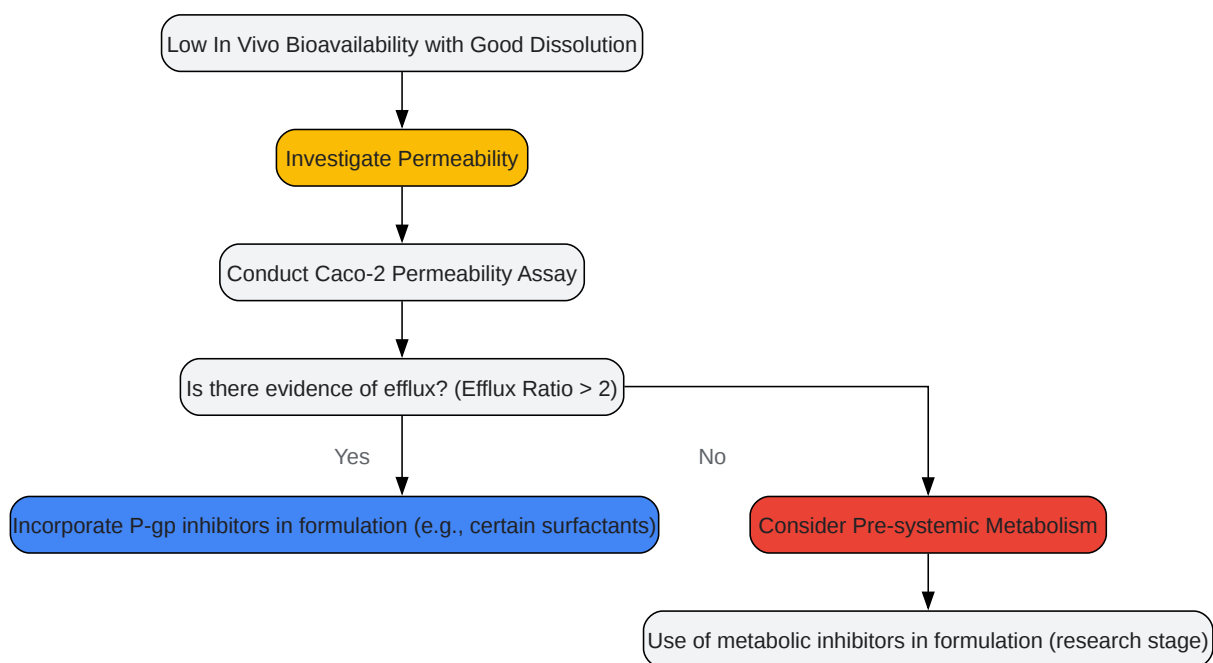 Low In Vivo Bioavailability with Good Dissolution
Investigate Permeability
Conduct Caco-2 Permeability Assay
Is there evidence of efflux? (Efflux Ratio > 2)
Yes
No
Incorporate P-gp inhibitors in formulation (e.g., certain surfactants)
Consider Pre-systemic Metabolism
Use of metabolic inhibitors in formulation (research stage)